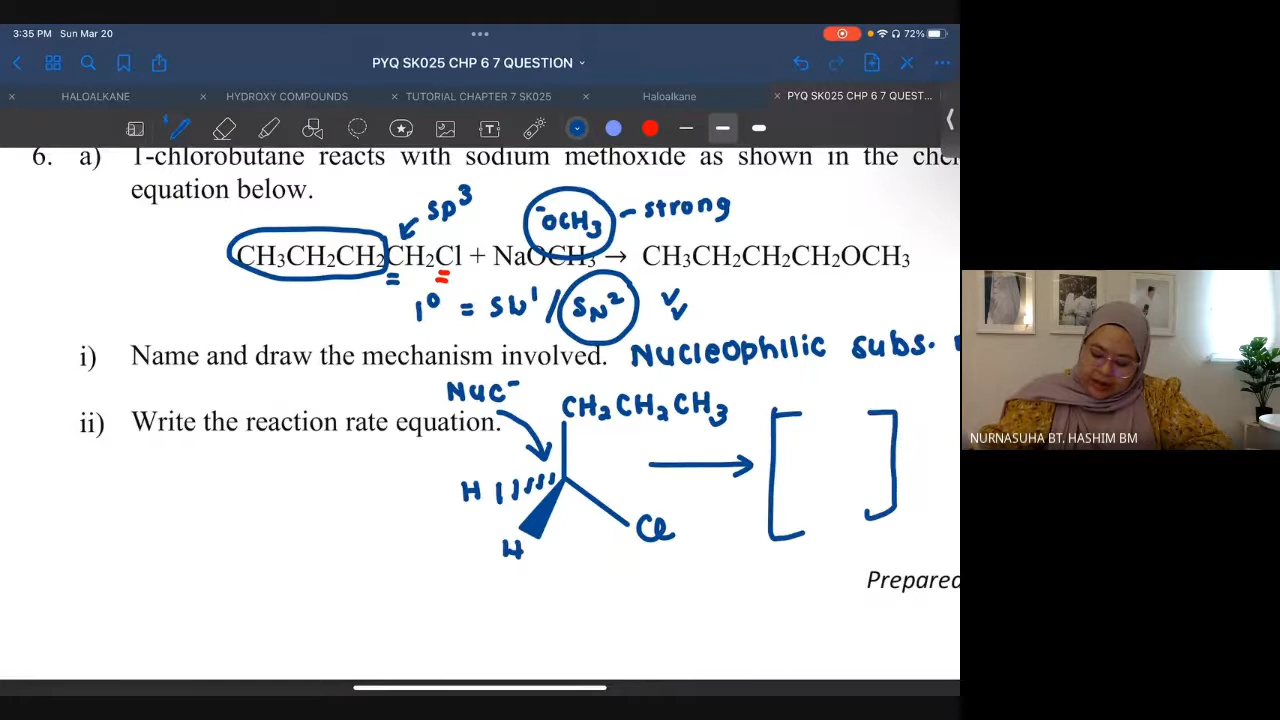 3:35 PM Sun Mar 20
72%
PYQ SK025 CHP 6 7 QUESTION
HALOALKANE
HYDROXY COMPOUNDS
TUTORIAL CHAPTER 7 SK025
Haloalkane
PYQ SK025 CHP 6 7 QUEST...
6. a) 1-chlorobutane reacts with sodium methoxide as shown in the
equation below.
sp³
⁻OCH₃ - strong
CH₃CH₂CH₂CH₂Cl + NaOCH₃ → CH₃CH₂CH₂CH₂OCH₃
1° = SN¹ // SN²
i) Name and draw the mechanism involved. Nucleophilic subs.
Nuc⁻
CH₂CH₂CH₃
ii) Write the reaction rate equation.
H
Cl
H
NURNASUHA BT. HASHIM BM
Prepared